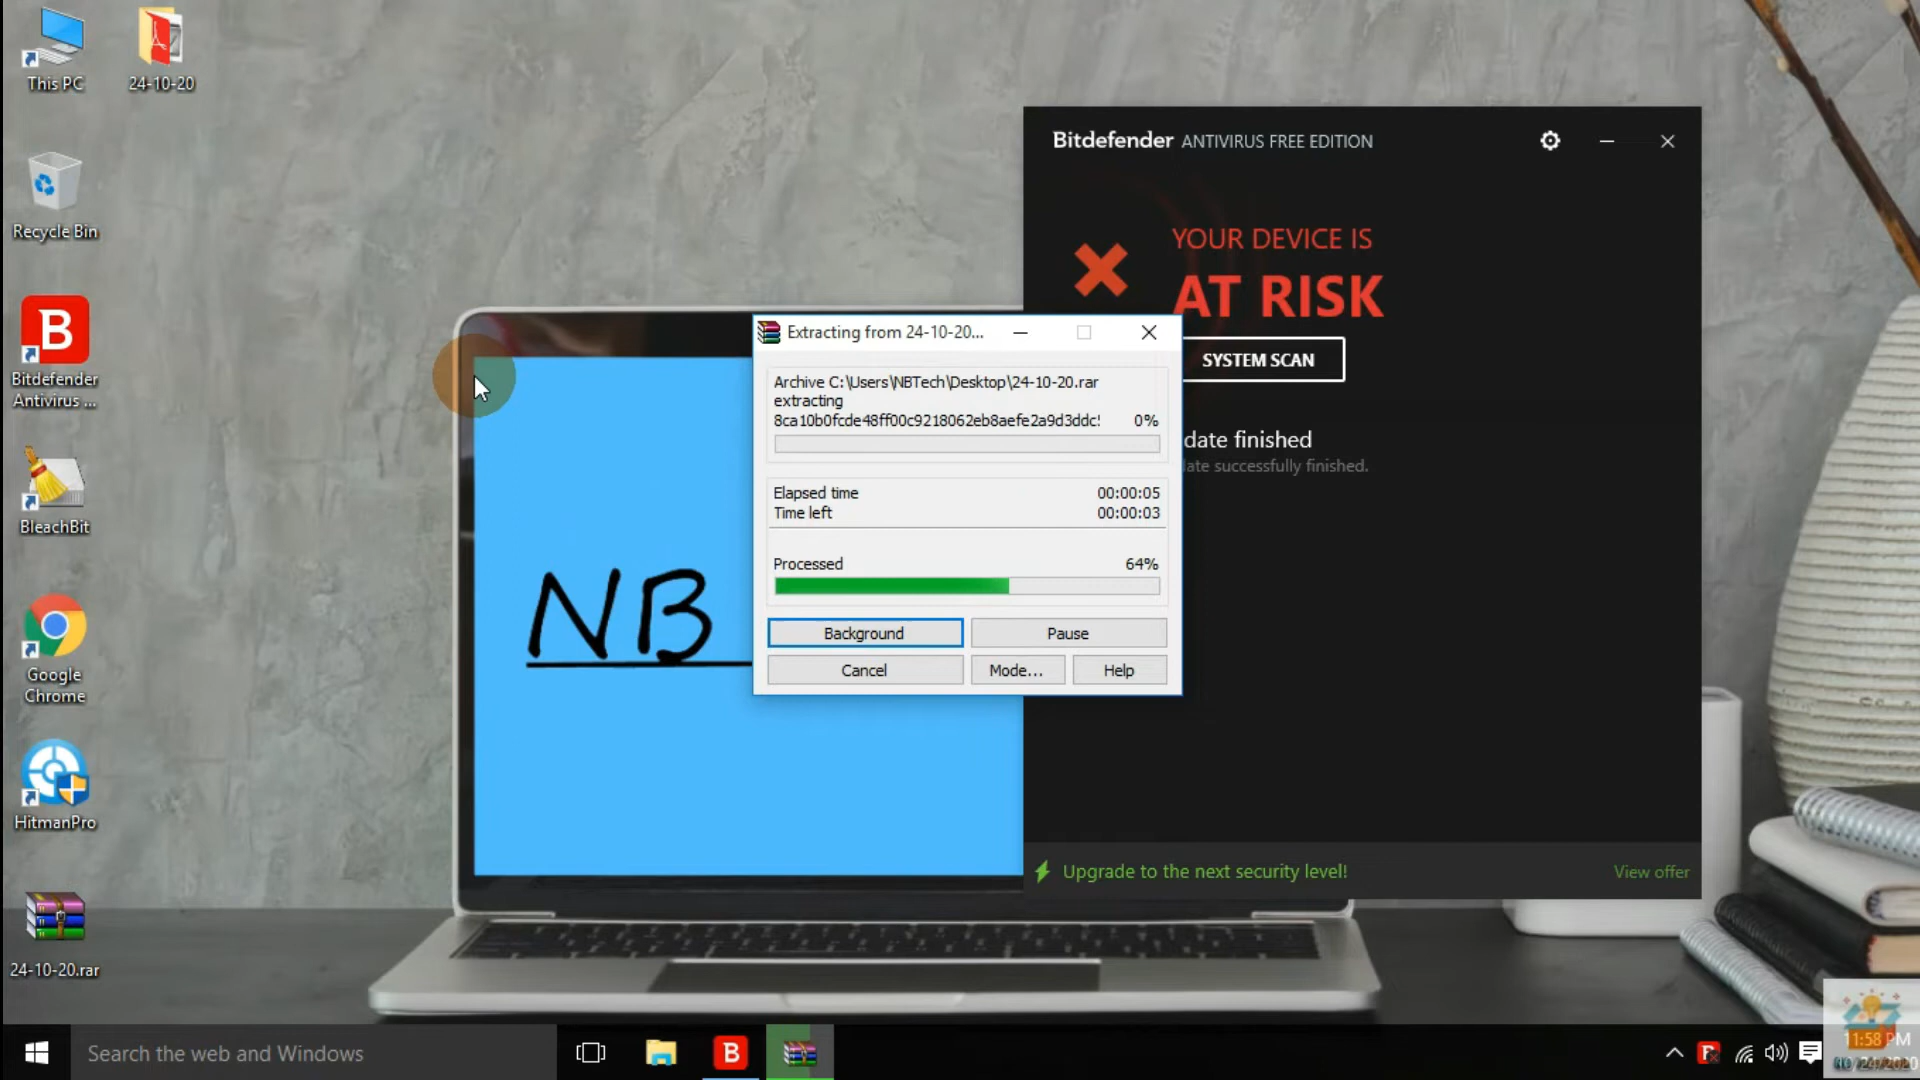 This PC
24-10-20
Recycle Bin
Bitdefender
Antivirus ...
BleachBit
Google
Chrome
HitmanPro
24-10-20.rar
NB
Bitdefender ANTIVIRUS FREE EDITION
YOUR DEVICE IS
AT RISK
SYSTEM SCAN
date finished
late successfully finished.
Upgrade to the next security level!
View offer
Extracting from 24-10-20...
Archive C:\Users\NBTech\Desktop\24-10-20.rar
extracting
8ca10b0fcde48ff00c9218062eb8aefe2a9d3ddc! 0%
Elapsed time 00:00:05
Time left 00:00:03
Processed 64%
Background
Pause
Cancel
Mode...
Help
Search the web and Windows
11:58 PM